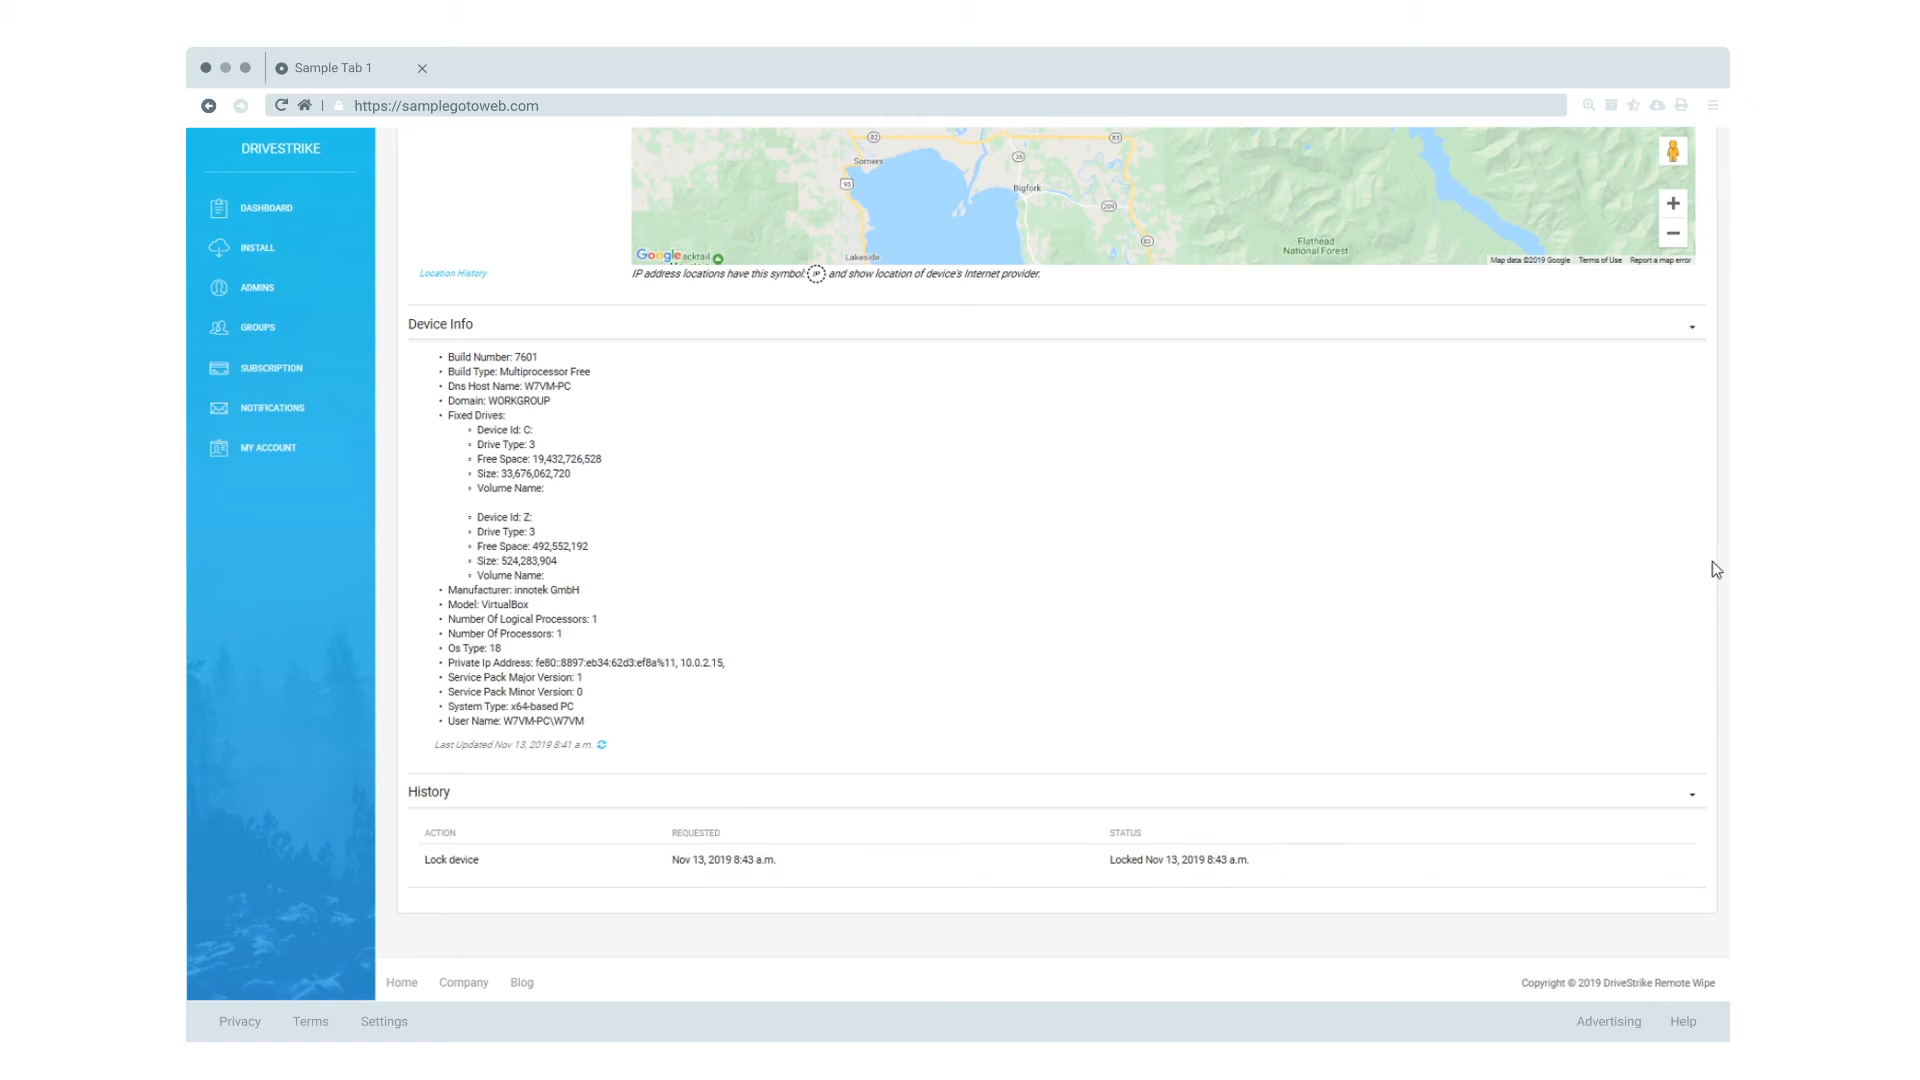 Sample Tab 1
https://samplegotoweb.com
DRIVESTRIKE
DASHBOARD
INSTALL
ADMINS
GROUPS
SUBSCRIPTION
NOTIFICATIONS
MY ACCOUNT
82
83
Somers
35
93
Bigfork
209
83
Flathead
National Forest
Google
acktail
Lakeside
Map data ©2019 Google Terms of Use Report a map error
Location History
IP address locations have this symbol: IP and show location of device's Internet provider.
Device Info
• Build Number: 7601
• Build Type: Multiprocessor Free
• Dns Host Name: W7VM-PC
• Domain: WORKGROUP
• Fixed Drives:
◦ Device Id: C:
◦ Drive Type: 3
◦ Free Space: 19,432,726,528
◦ Size: 33,676,062,720
◦ Volume Name:
◦ Device Id: Z:
◦ Drive Type: 3
◦ Free Space: 492,552,192
◦ Size: 524,283,904
◦ Volume Name:
• Manufacturer: innotek GmbH
• Model: VirtualBox
• Number Of Logical Processors: 1
• Number Of Processors: 1
• Os Type: 18
• Private Ip Address: fe80::8897:eb34:62d3:ef8a%11, 10.0.2.15,
• Service Pack Major Version: 1
• Service Pack Minor Version: 0
• System Type: x64-based PC
• User Name: W7VM-PC\W7VM
Last Updated Nov 13, 2019 8:41 a.m.
History
ACTION REQUESTED STATUS
Lock device Nov 13, 2019 8:43 a.m. Locked Nov 13, 2019 8:43 a.m.
Home Company Blog
Copyright © 2019 DriveStrike Remote Wipe
Privacy Terms Settings
Advertising Help